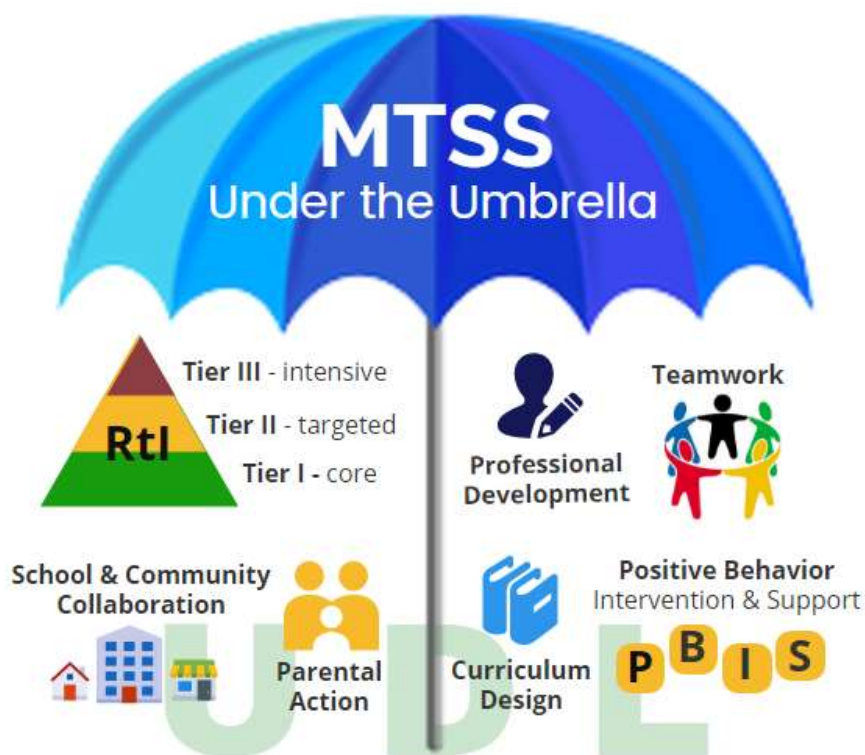 MTSS
Under the Umbrella
Tier III - intensive
Tier II - targeted
Tier I - core
RtI
Professional
Development
Teamwork
School & Community
Collaboration
Parental
Action
Curriculum
Design
Positive Behavior
Intervention & Support
P B I S
U D L